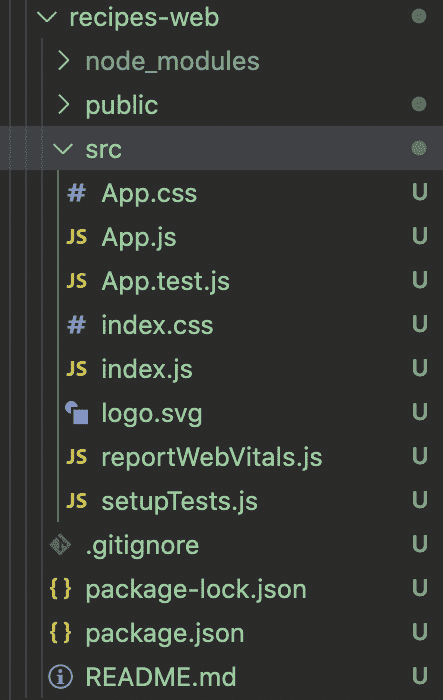 recipes-web
node_modules
public
src
# App.css U
JS App.js U
JS App.test.js U
# index.css U
JS index.js U
logo.svg U
JS reportWebVitals.js U
JS setupTests.js U
.gitignore U
{} package-lock.json U
{} package.json U
README.md U